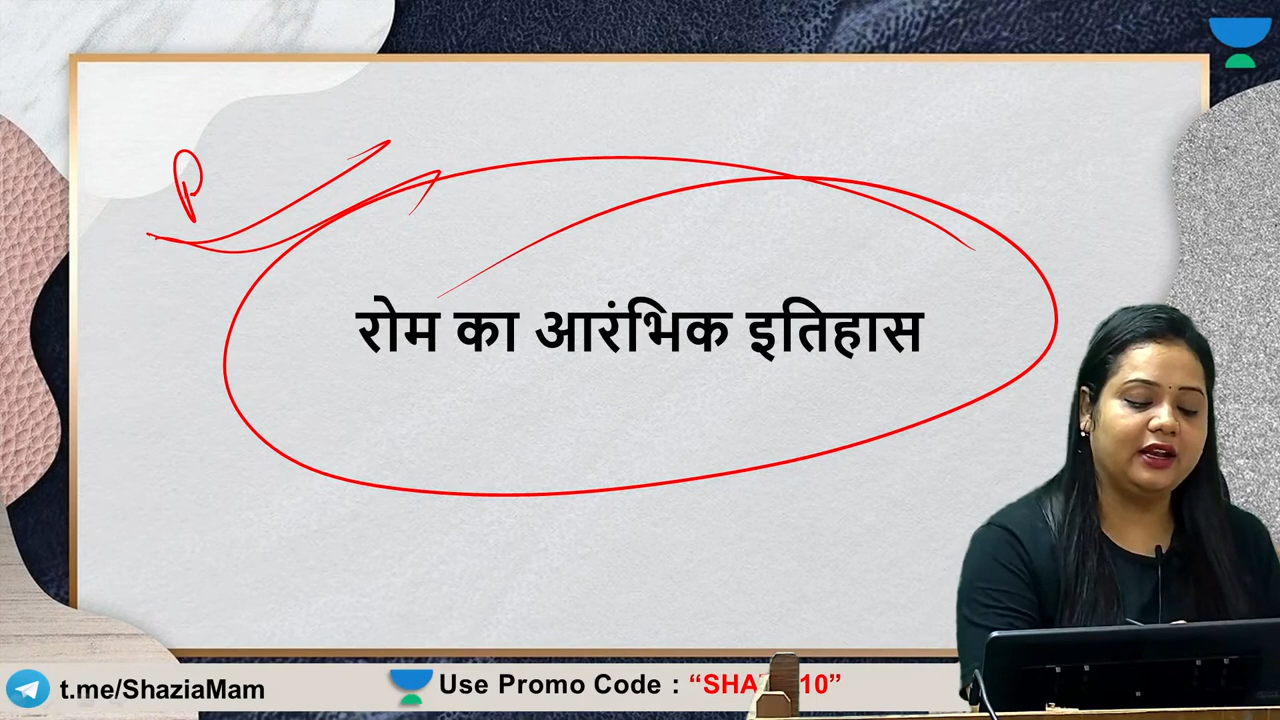 P
रोम का आरंभिक इतिहास
t.me/ShaziaMam
Use Promo Code :